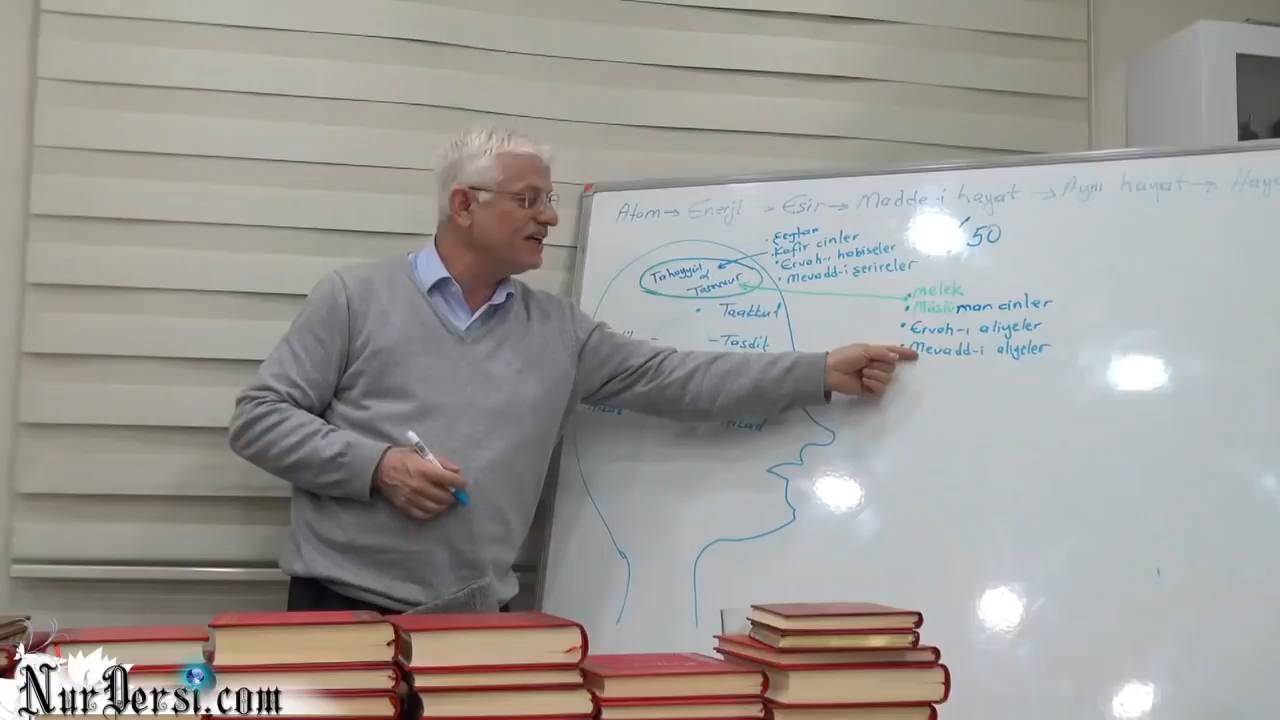 Atom → Enerji → Esir → Madde-i hayat → Aynı hayat → Haya
50
• Şeytan
• Kafir cinler
• Ervah-ı habiseler
• Mevadd-i şerireler
Tahayyül
Tasavvur
• Melek
• Müslüman cinler
• Ervah-ı aliyeler
• Mevadd-i aliyeler
• Taakkul
- Tasdik
NurDersi.com